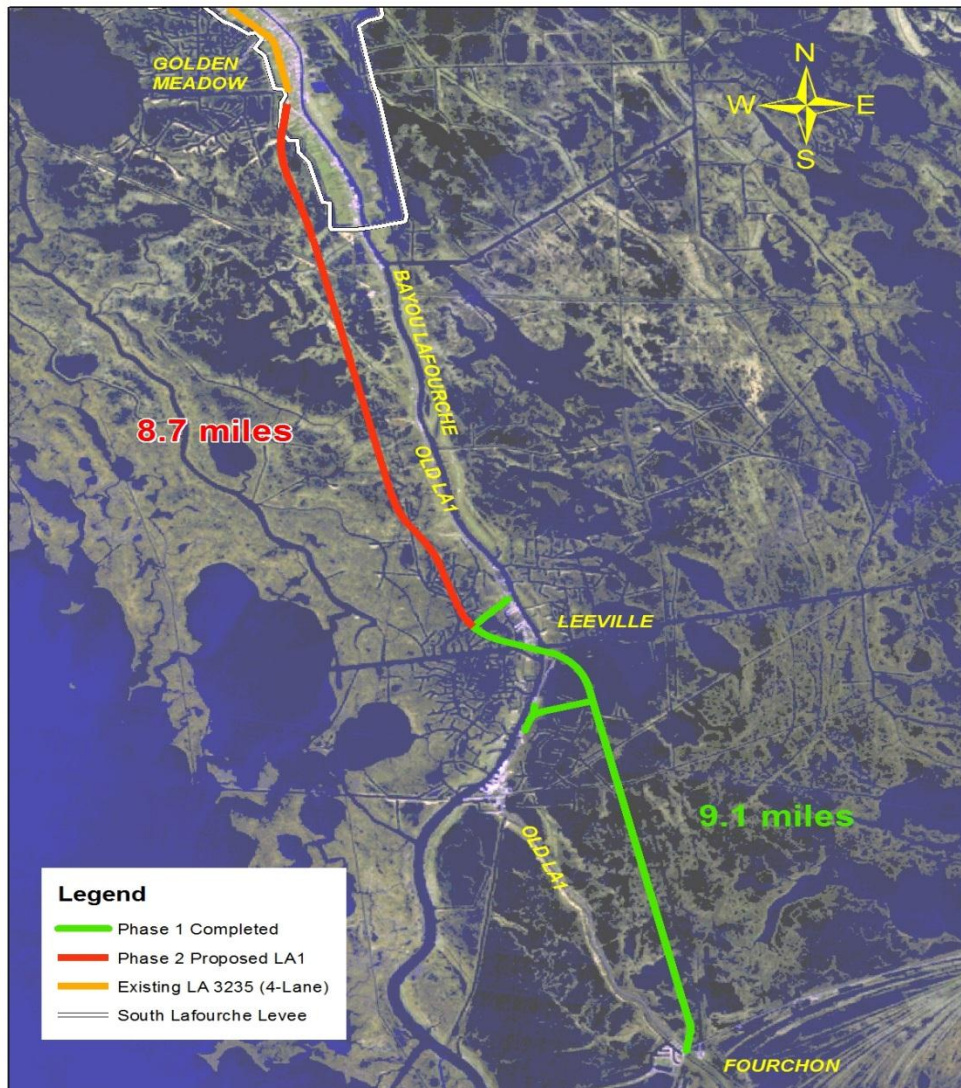 GOLDEN
MEADOW
N
W E
S
BAYOU LAFOURCHE
8.7 miles
OLD LA1
LEEVILLE
9.1 miles
OLD LA1
Legend
Phase 1 Completed
Phase 2 Proposed LA1
Existing LA 3235 (4-Lane)
South Lafourche Levee
FOURCHON